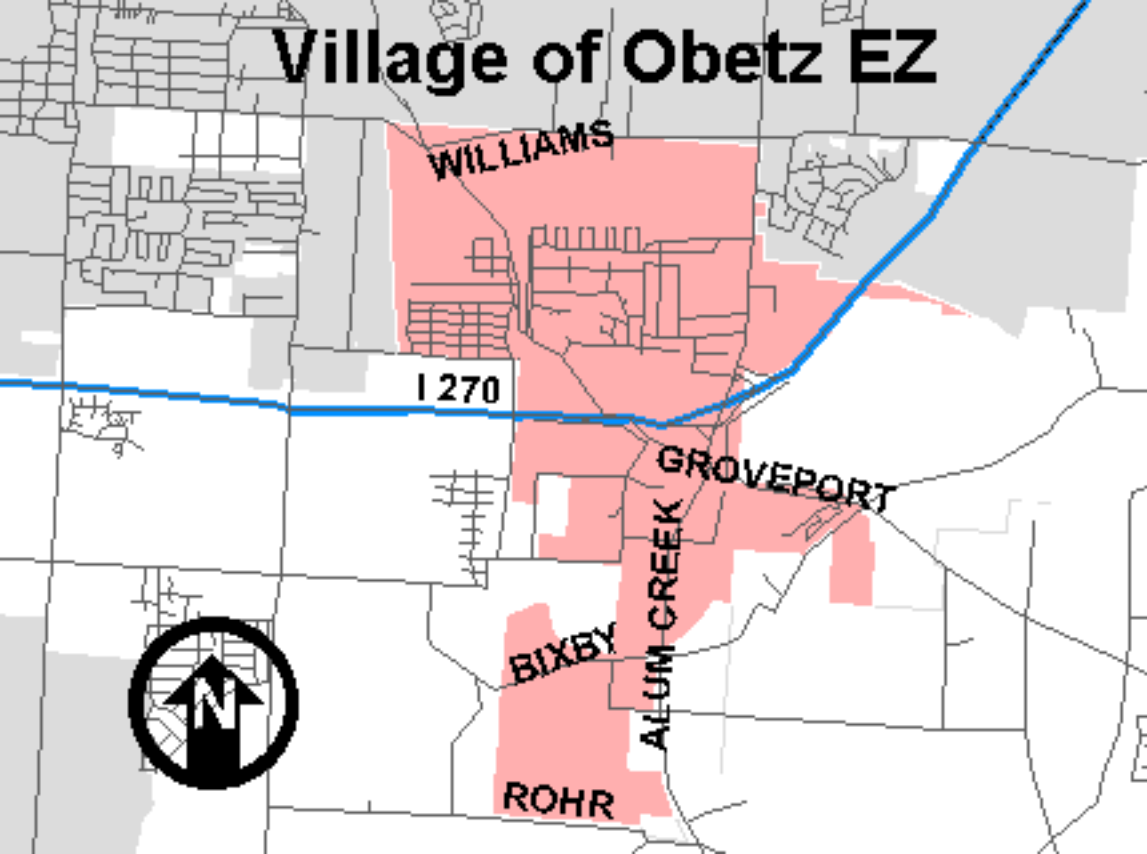 Village of Obetz EZ
WILLIAMS
I 270
GROVEPORT
ALUM CREEK
BIXBY
N
ROHR